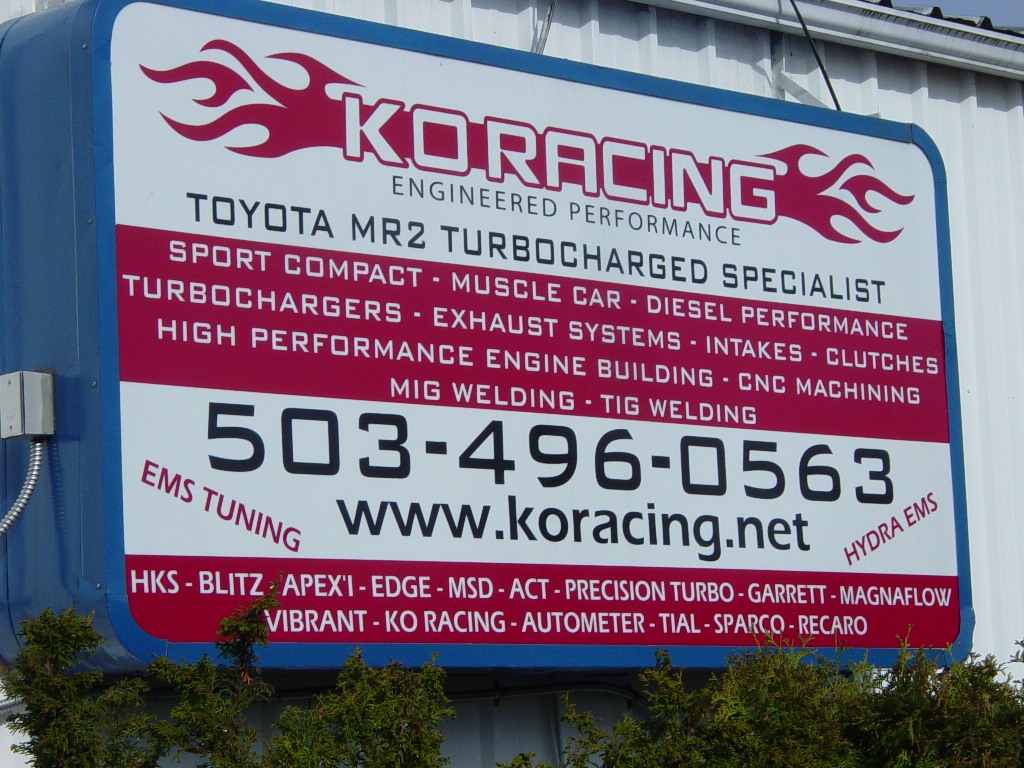 KO RACING
ENGINEERED PERFORMANCE
TOYOTA MR2 TURBOCHARGED SPECIALIST
SPORT COMPACT - MUSCLE CAR - DIESEL PERFORMANCE
TURBOCHARGERS - EXHAUST SYSTEMS - INTAKES - CLUTCHES
HIGH PERFORMANCE ENGINE BUILDING - CNC MACHINING
MIG WELDING - TIG WELDING
503-496-0563
EMS TUNING
www.koracing.net
HYDRA EMS
HKS - BLITZ - APEX'I - EDGE - MSD - ACT - PRECISION TURBO - GARRETT - MAGNAFLOW
VIBRANT - KO RACING - AUTOMETER - TIAL - SPARCO - RECARO